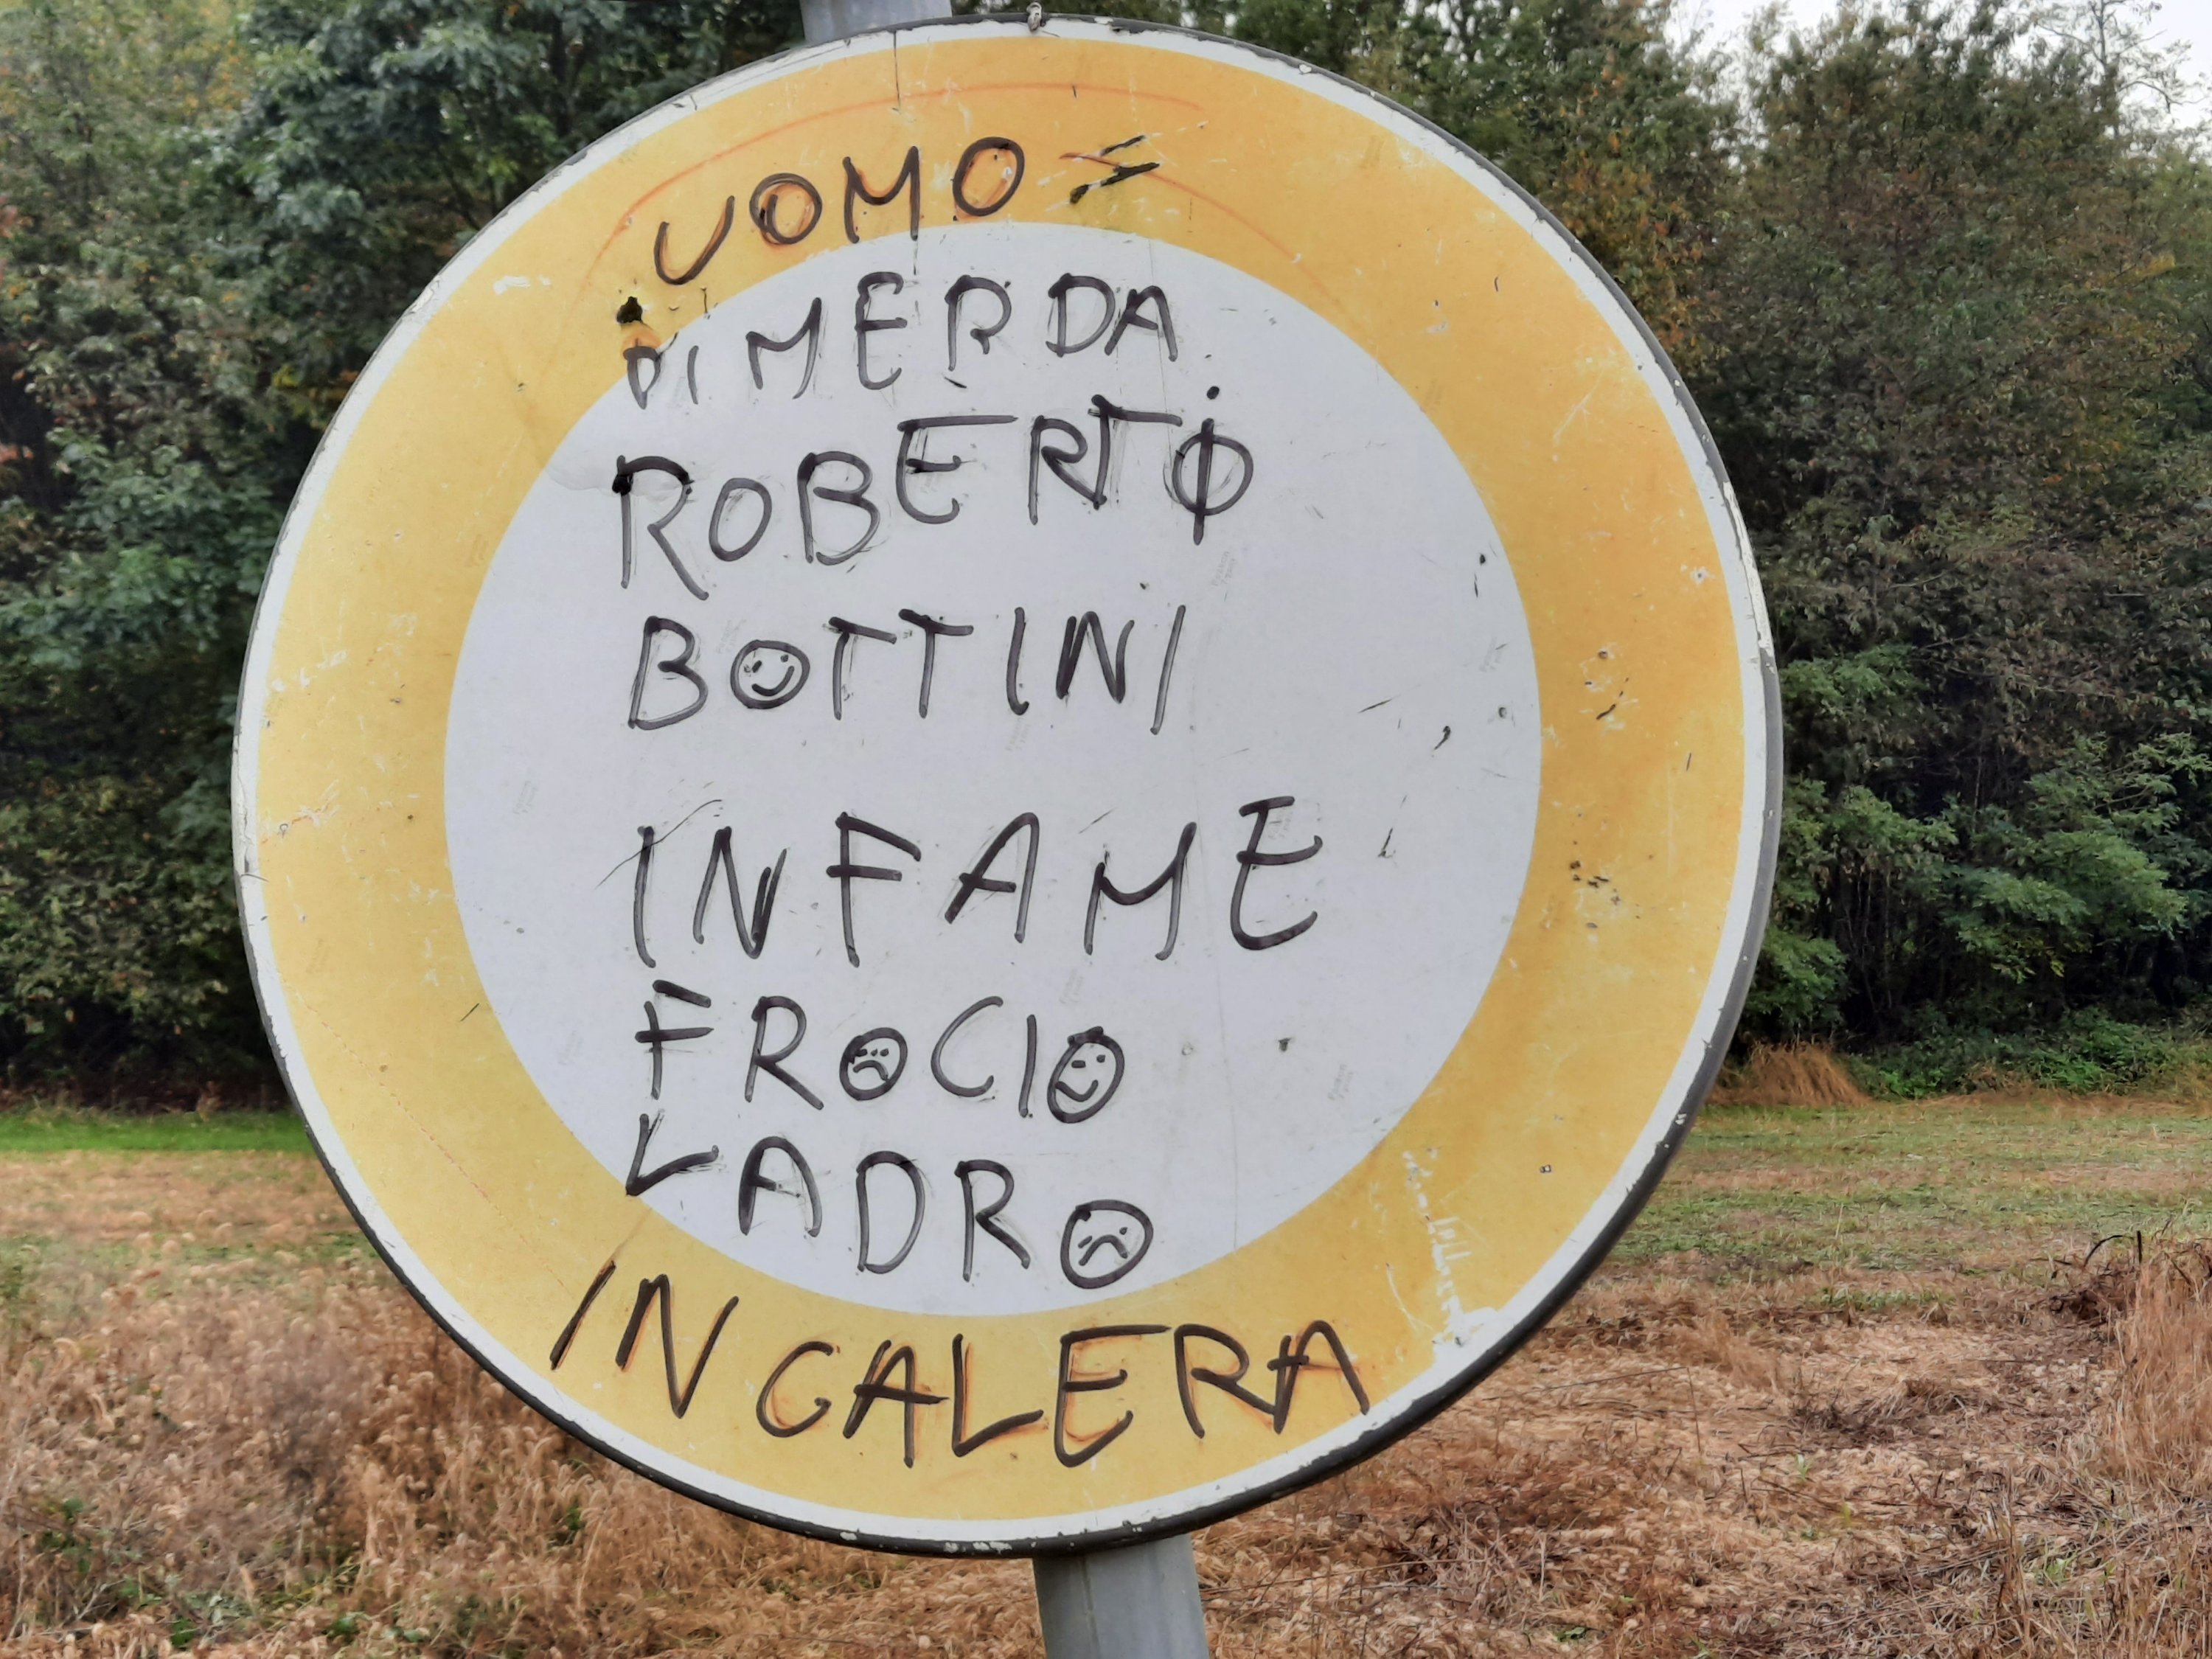 UOMO =
DI MERDA
ROBERTO
BOTTINI
INFAME
FROCIO
LADRO
IN GALERA